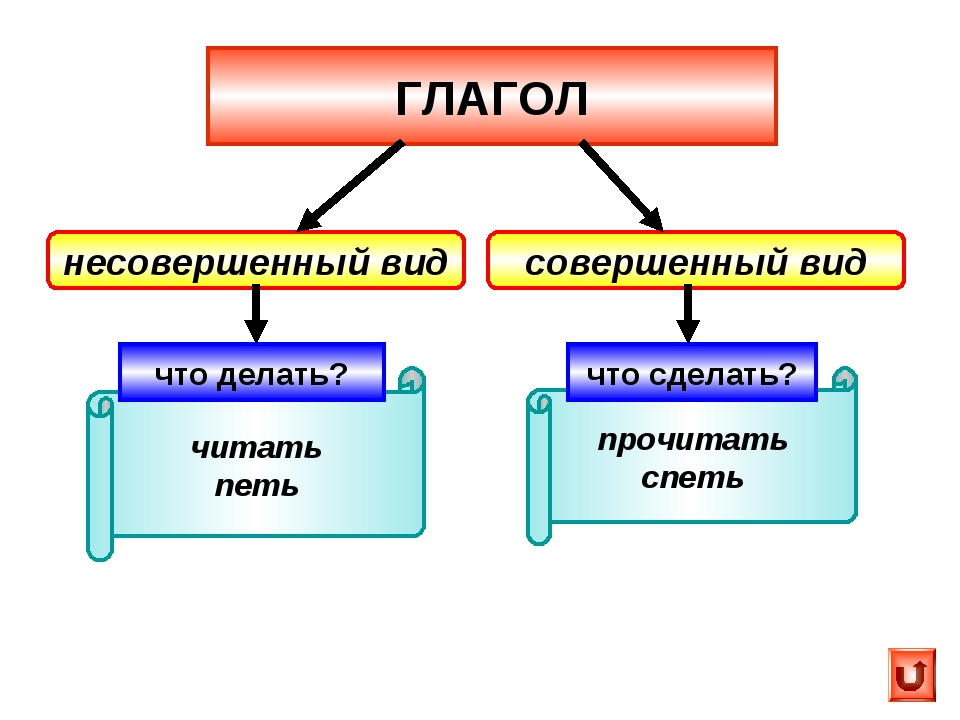 ГЛАГОЛ
несовершенный вид
совершенный вид
что делать?
что сделать?
читать
петь
прочитать
спеть